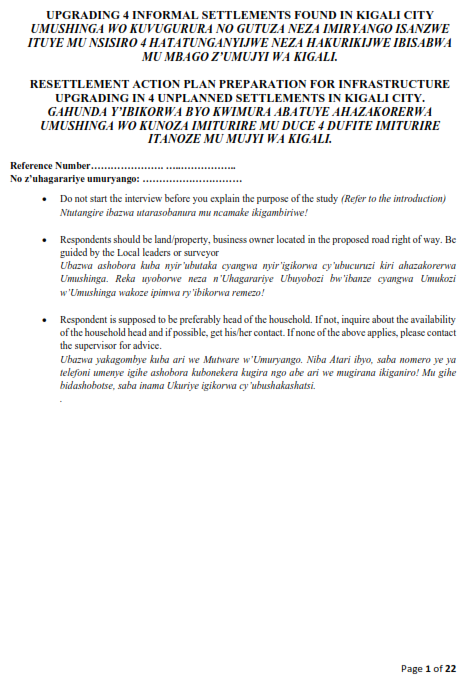 UPGRADING 4 INFORMAL SETTLEMENTS FOUND IN KIGALI CITY
UMUSHINGA WO KUVUGURURA NO GUTUZA NEZA IMIRYANGO ISANZWE
ITUYE MU NSISIRO 4 HATATUNGANYIJWE NEZA HAKURIKIJWE IBISABWA
MU MBAGO Z’UMUJYI WA KIGALI.
RESETTLEMENT ACTION PLAN PREPARATION FOR INFRASTRUCTURE
UPGRADING IN 4 UNPLANNED SETTLEMENTS IN KIGALI CITY.
GAHUNDA Y’IBIKORWA BYO KWIMURA ABATUYE AHAZAKORERWA
UMUSHINGA WO KUNOZA IMITURIRE MU DUCE 4 DUFITE IMITURIRE
ITANOZE MU MUJYI WA KIGALI.
Reference Number………………….. …..……………..
No z’uhagarariye umuryango: …………………………
• Do not start the interview before you explain the purpose of the study (Refer to the introduction)
Ntutangire ibazwa utarasobanura mu ncamake ikigambiriwe!
• Respondents should be land/property, business owner located in the proposed road right of way. Be
guided by the Local leaders or surveyor
Ubazwa ashobora kuba nyir’ubutaka cyangwa nyir’igikorwa cy’ubucuruzi kiri ahazakorerwa
Umushinga. Reka uyoborwe neza n’Uhagarariye Ubuyobozi bw’ibanze cyangwa Umukozi
w’Umushinga wakoze ipimwa ry’ibikorwa remezo!
• Respondent is supposed to be preferably head of the household. If not, inquire about the availability
of the household head and if possible, get his/her contact. If none of the above applies, please contact
the supervisor for advice.
Ubazwa yakagombye kuba ari we Mutware w’Umuryango. Niba Atari ibyo, saba nomero ye ya
telefoni umenye igihe ashobora kubonekera kugira ngo abe ari we mugirana ikiganiro! Mu gihe
bidashobotse, saba inama Ukuriye igikorwa cy’ubushakashatsi.
.
Page 1 of 22